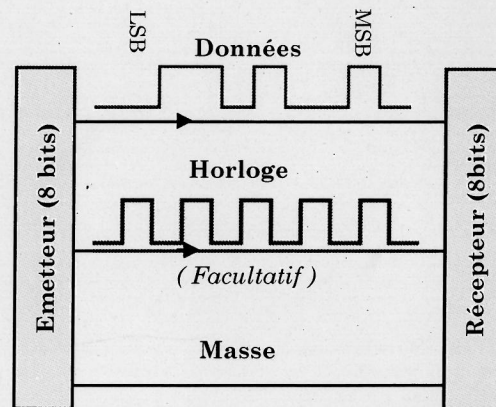 LSB
MSB
Données
Emetteur (8 bits)
Horloge
( Facultatif )
Masse
Récepteur (8bits)